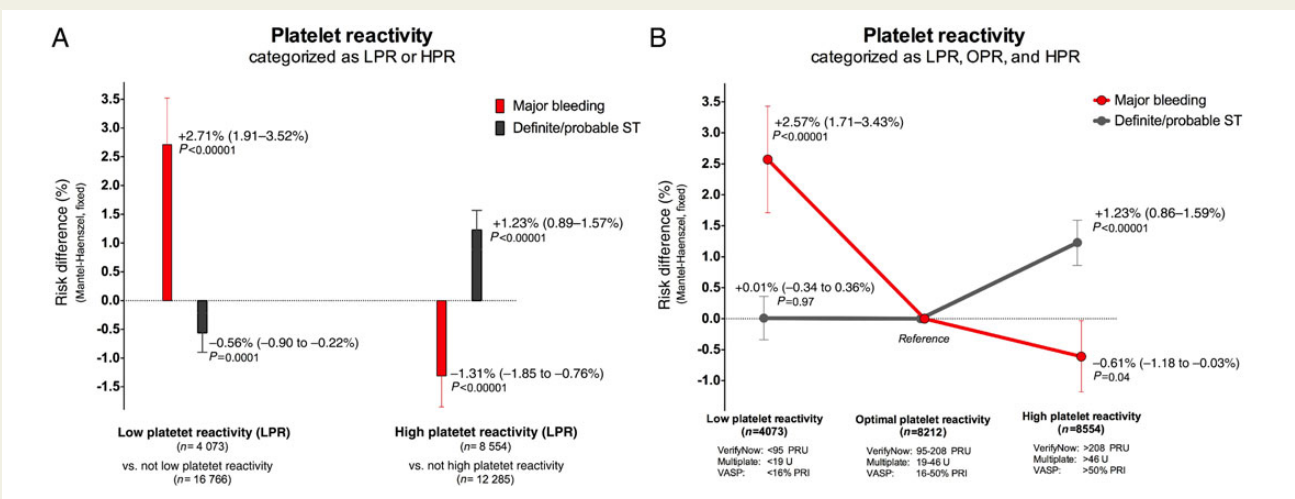 A
Platelet reactivity
categorized as LPR or HPR
Risk difference (%)
(Mantel-Haenszel, fixed)
3.5
3.0
2.5
2.0
1.5
1.0
0.5
0.0
-0.5
-1.0
-1.5
Major bleeding
Definite/probable ST
+2.71% (1.91–3.52%)
P<0.00001
–0.56% (–0.90 to –0.22%)
P=0.0001
+1.23% (0.89–1.57%)
P<0.00001
–1.31% (–1.85 to –0.76%)
P<0.00001
Low platetet reactivity (LPR)
(n= 4 073)
vs. not low platetet reactivity
(n= 16 766)
High platetet reactivity (LPR)
(n= 8 554)
vs. not high platetet reactivity
(n= 12 285)
B
Platelet reactivity
categorized as LPR, OPR, and HPR
Risk difference (%)
(Mantel-Haenszel, fixed)
3.5
3.0
2.5
2.0
1.5
1.0
0.5
0.0
-0.5
-1.0
Major bleeding
Definite/probable ST
+2.57% (1.71–3.43%)
P<0.00001
+0.01% (–0.34 to 0.36%)
P=0.97
Reference
+1.23% (0.86–1.59%)
P<0.00001
–0.61% (–1.18 to –0.03%)
P=0.04
Low platelet reactivity
(n=4073)
VerifyNow: <95 PRU
Multiplate: <19 U
VASP: <16% PRI
Optimal platelet reactivity
(n=8212)
VerifyNow: 95-208 PRU
Multiplate: 19-46 U
VASP: 16-50% PRI
High platelet reactivity
(n=8554)
VerifyNow: >208 PRU
Multiplate: >46 U
VASP: >50% PRI